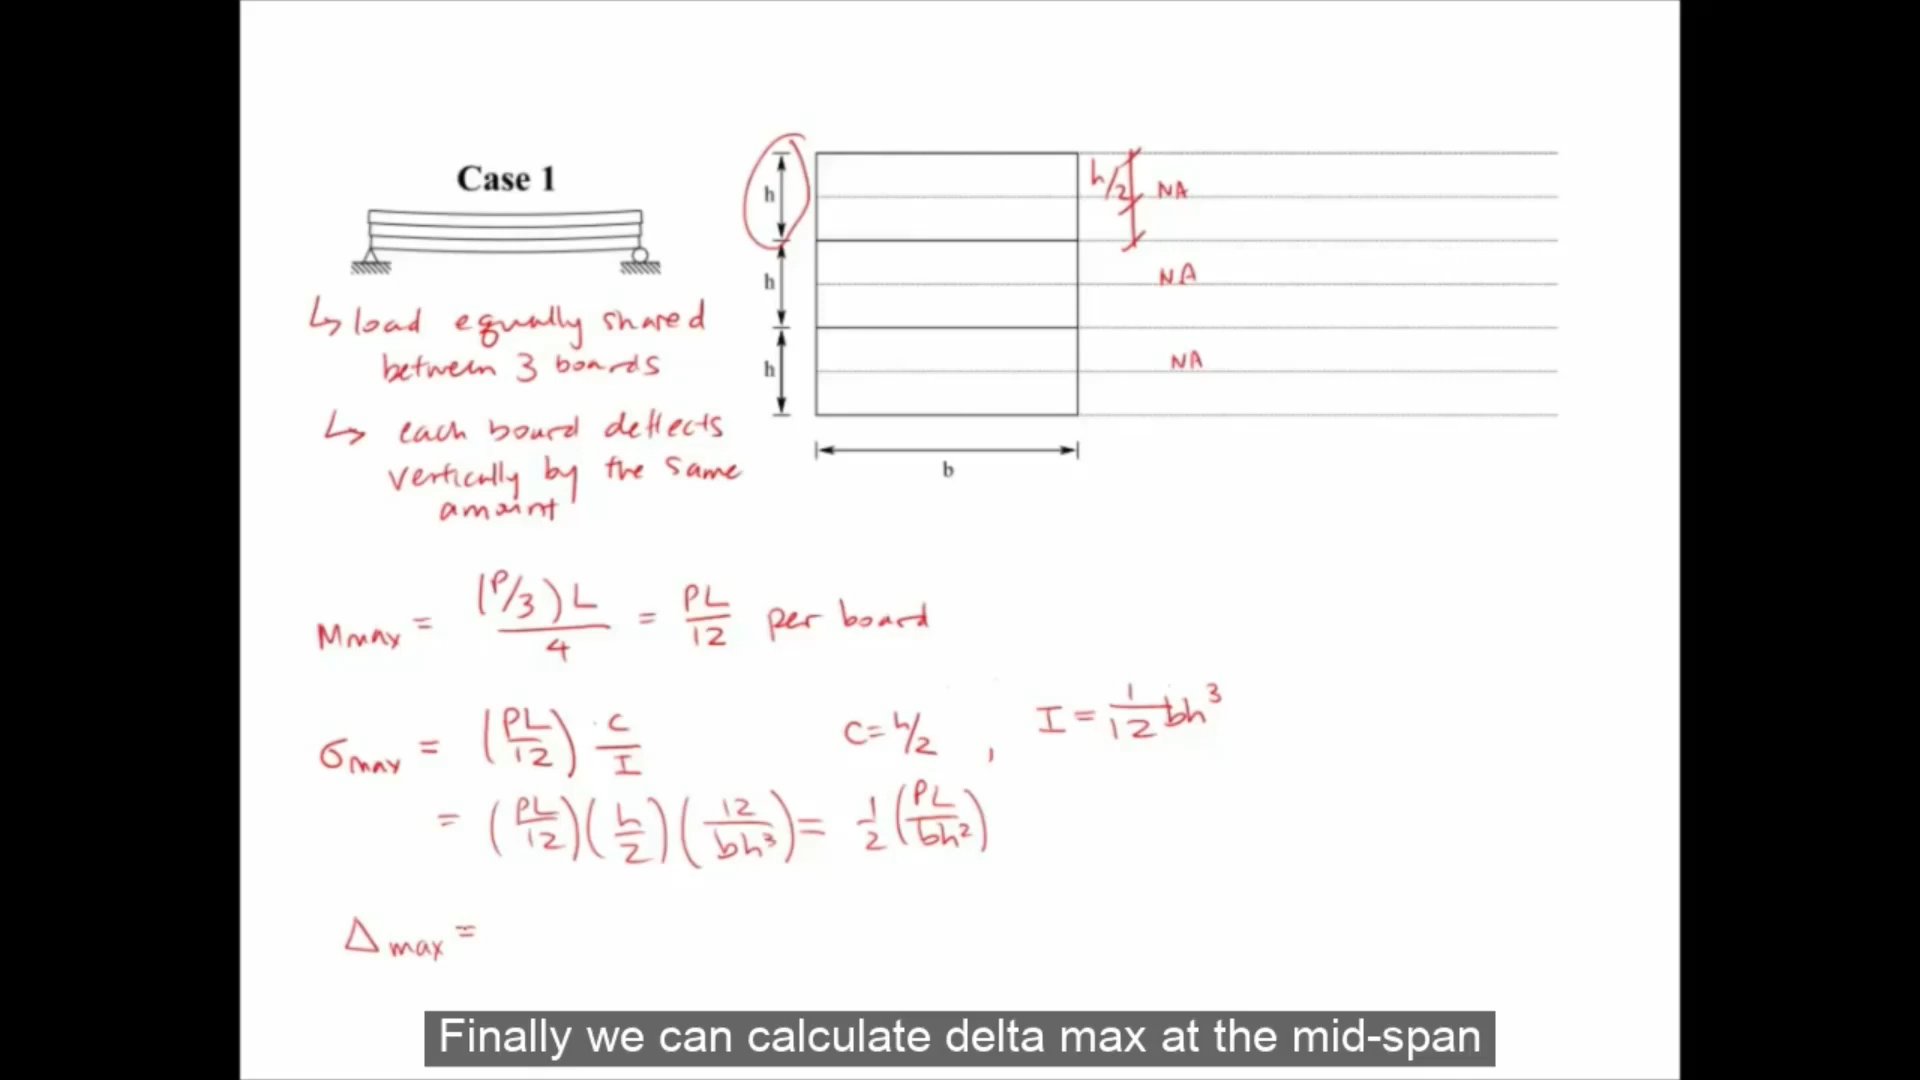 Case 1
h
h
h
b
h/2
NA
NA
NA
↳ load equally shared
between 3 boards
↳ each board deflects
vertically by the same
amount
Mmax = (P/3)L/4 = PL/12 per board
σmax = (PL/12) · c/I
c = h/2 , I = 1/12 bh³
= (PL/12)(h/2)(12/bh³) = 1/2 (PL/bh²)
Δmax =
Finally we can calculate delta max at the mid-span